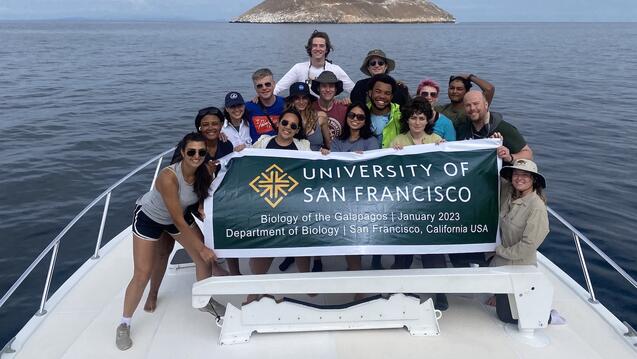 UNIVERSITY OF
SAN FRANCISCO
Biology of the Galapagos | January 2023
Department of Biology | San Francisco, California USA